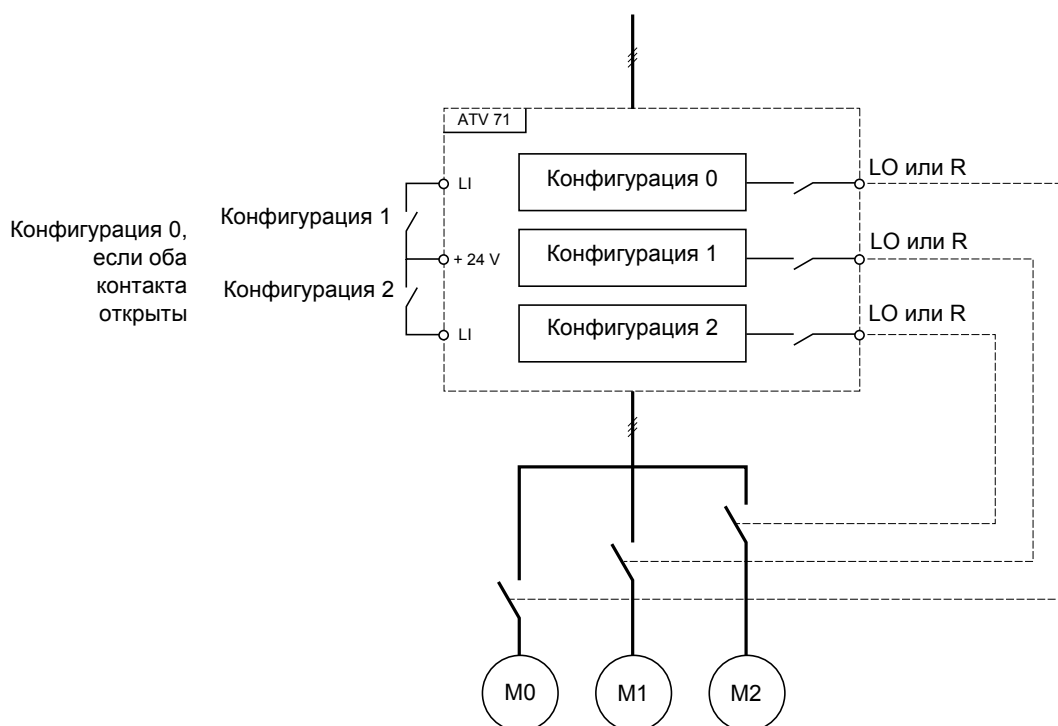 ATV 71
Конфигурация 0
LO или R
LI
Конфигурация 1
Конфигурация 0,
если оба
контакта
открыты
+ 24 V
Конфигурация 1
LO или R
Конфигурация 2
LI
Конфигурация 2
LO или R
M0
M1
M2